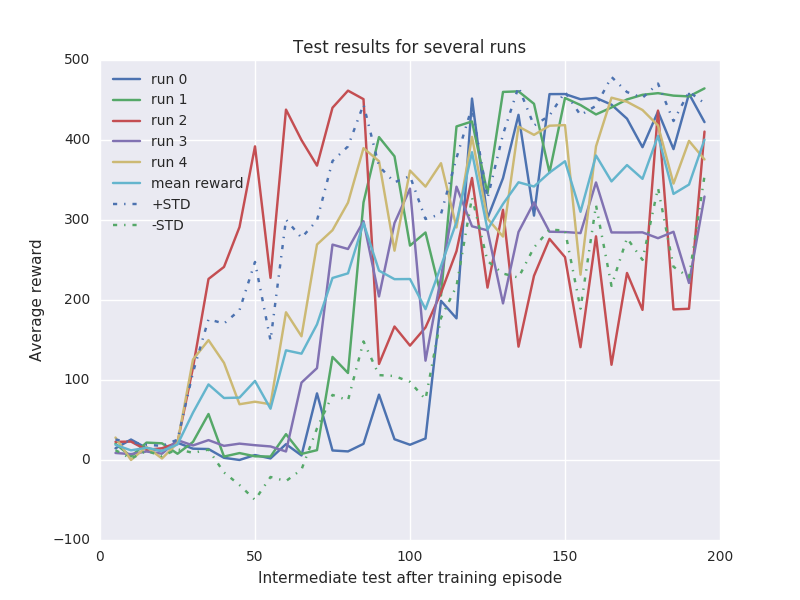 Test results for several runs
500
400
300
200
100
0
−100
run 0
run 1
run 2
run 3
run 4
mean reward
+STD
-STD
Average reward
0
50
100
150
200
Intermediate test after training episode